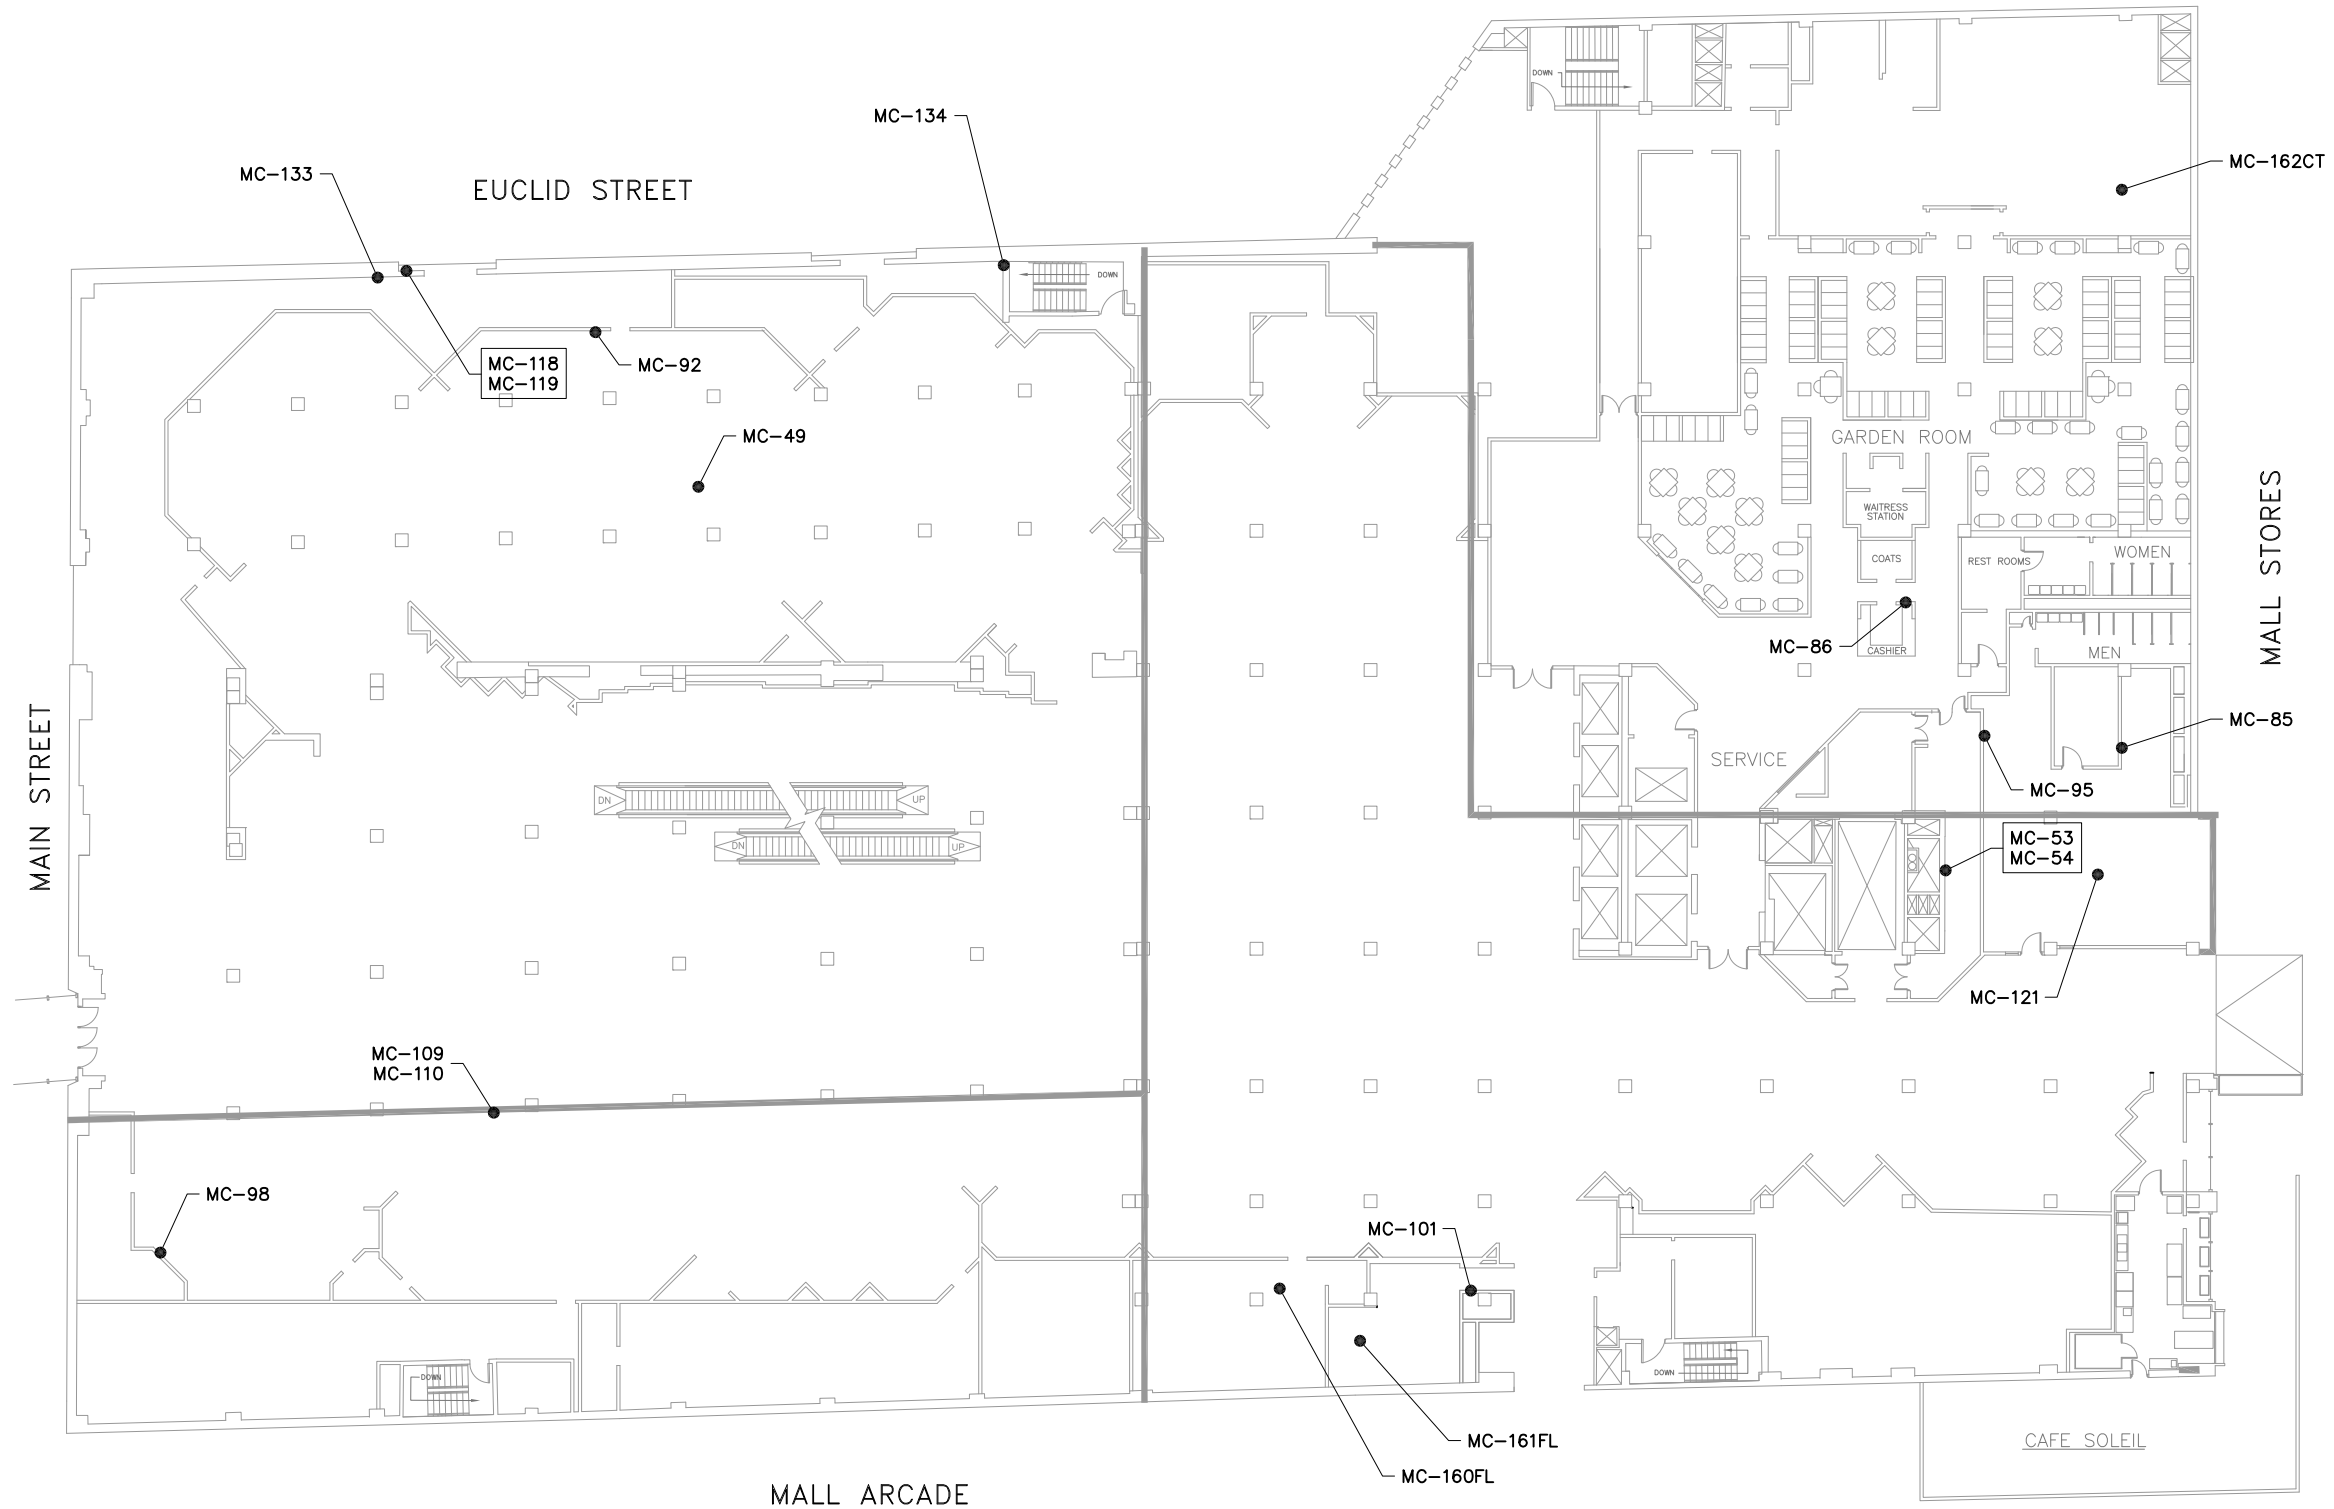 DOWN
MC-134
MC-162CT
MC-133
EUCLID STREET
DOWN
MC-118
MC-119
MC-92
MC-49
GARDEN ROOM
WAITRESS
STATION
COATS
REST ROOMS
WOMEN
MALL STORES
MC-86
CASHIER
MEN
MAIN STREET
SERVICE
MC-85
MC-95
DN
UP
DN
UP
MC-53
MC-54
MC-121
MC-109
MC-110
MC-98
MC-101
DOWN
DOWN
MC-161FL
MC-160FL
CAFE SOLEIL
MALL ARCADE